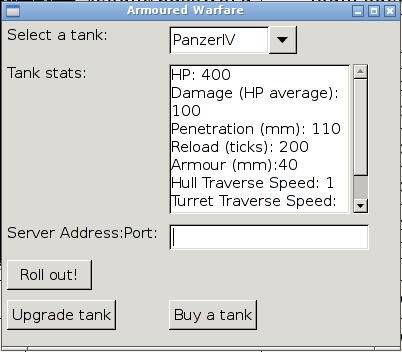 Armoured Warfare
Select a tank:
PanzerIV
Tank stats:
HP: 400
Damage (HP average):
100
Penetration (mm): 110
Reload (ticks): 200
Armour (mm):40
Hull Traverse Speed: 1
Turret Traverse Speed:
Server Address:Port:
Roll out!
Upgrade tank
Buy a tank